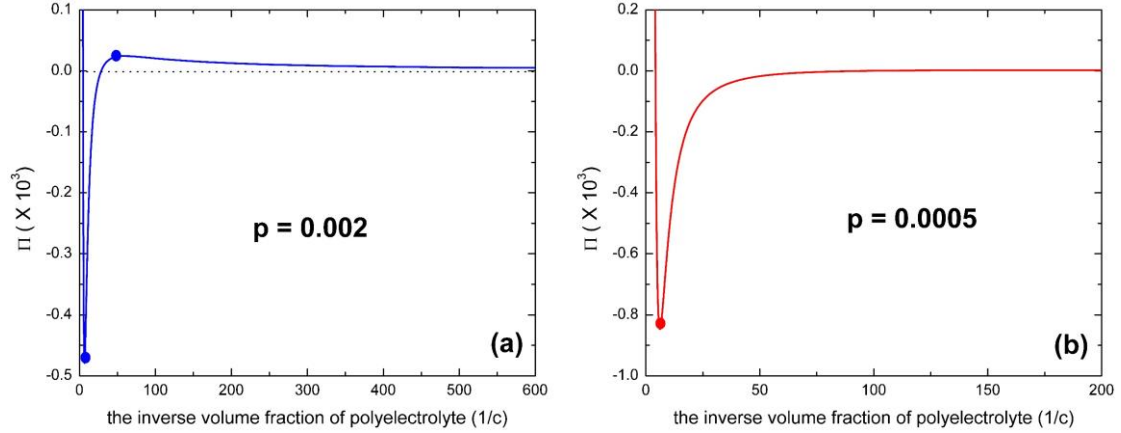 0.1
0.0
-0.1
-0.2
-0.3
-0.4
-0.5
Π ( X 10³)
p = 0.002
(a)
0 100 200 300 400 500 600
the inverse volume fraction of polyelectrolyte (1/c)
0.2
0.0
-0.2
-0.4
-0.6
-0.8
-1.0
Π ( X 10³)
p = 0.0005
(b)
0 50 100 150 200
the inverse volume fraction of polyelectrolyte (1/c)